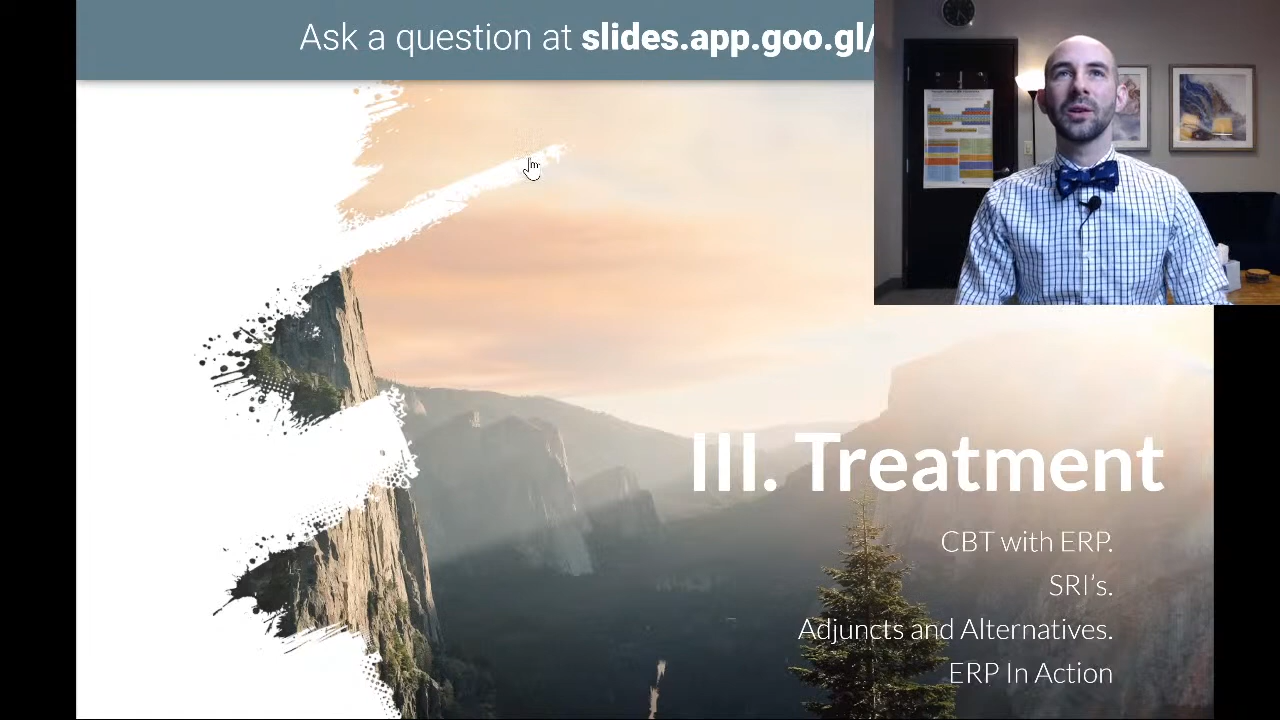 Ask a question at slides.app.goo.gl/
III. Treatment
CBT with ERP.
SRI's.
Adjuncts and Alternatives.
ERP In Action